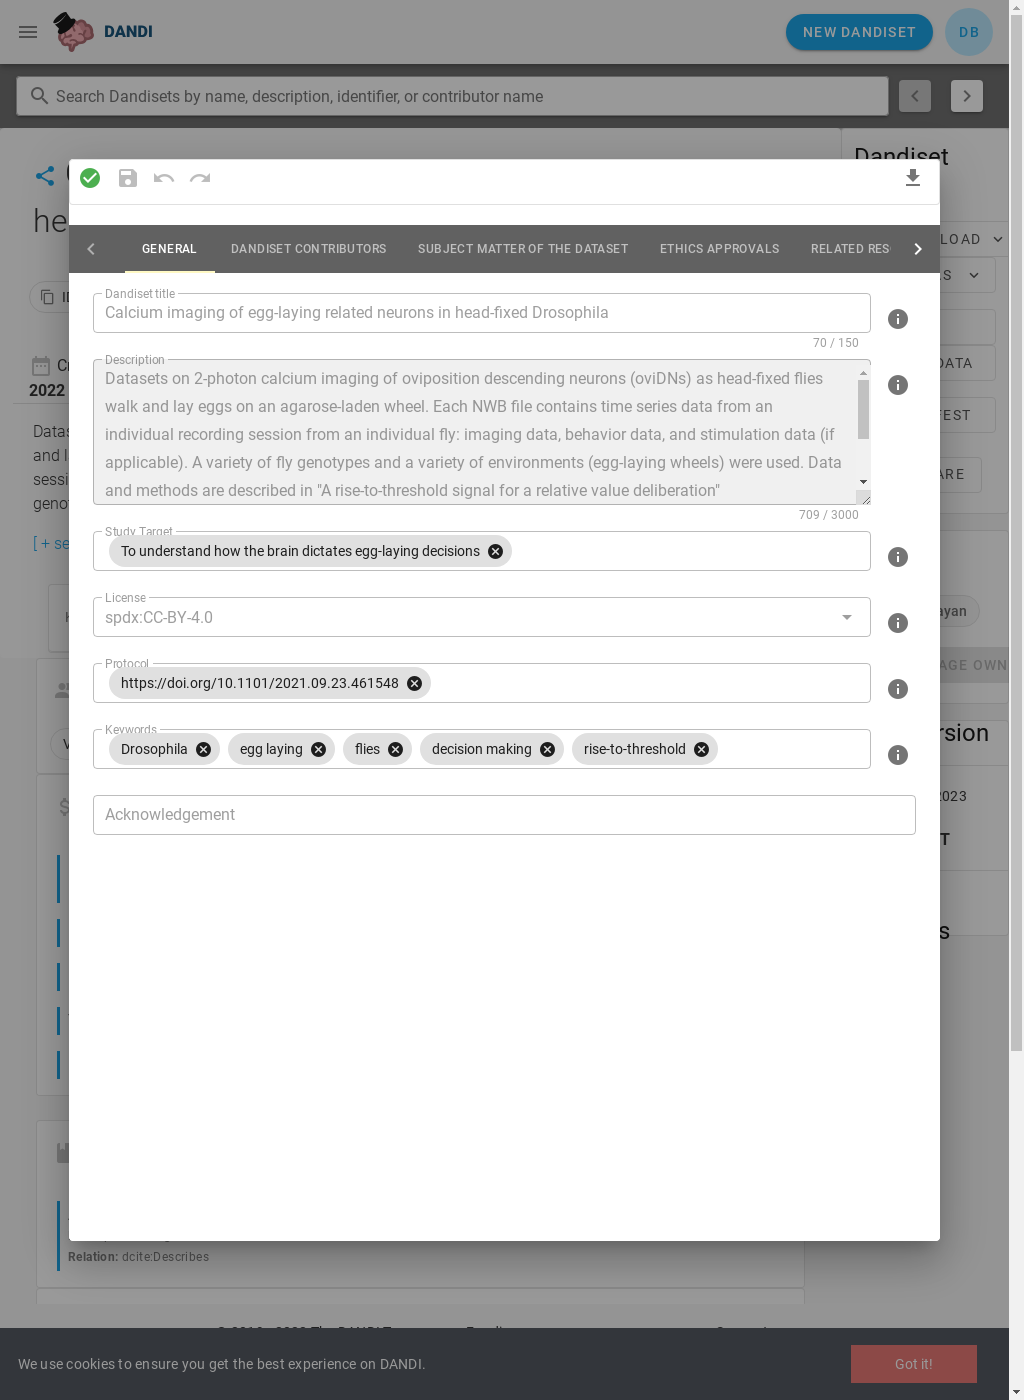 DANDI
NEW DANDISET
DB
Search Dandisets by name, description, identifier, or contributor name
Dandiset
he
LOAD
GENERAL
DANDISET CONTRIBUTORS
SUBJECT MATTER OF THE DATASET
ETHICS APPROVALS
RELATED RES
Dandiset title
Calcium imaging of egg-laying related neurons in head-fixed Drosophila
70 / 150
Description
Datasets on 2-photon calcium imaging of oviposition descending neurons (oviDNs) as head-fixed flies
walk and lay eggs on an agarose-laden wheel. Each NWB file contains time series data from an
individual recording session from an individual fly: imaging data, behavior data, and stimulation data (if
applicable). A variety of fly genotypes and a variety of environments (egg-laying wheels) were used. Data
and methods are described in "A rise-to-threshold signal for a relative value deliberation"
709 / 3000
2022
DATA
Study Target
To understand how the brain dictates egg-laying decisions
[ + se
License
spdx:CC-BY-4.0
ayan
Protocol
https://doi.org/10.1101/2021.09.23.461548
AGE OWN
Keywords
Drosophila
egg laying
flies
decision making
rise-to-threshold
rsion
2023
Acknowledgement
Relation: dcite:Describes
We use cookies to ensure you get the best experience on DANDI.
Got it!